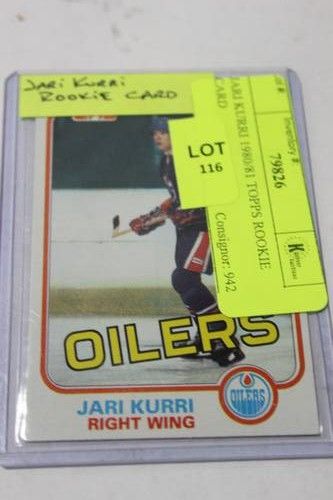 JARI KURRI
ROOKIE CARD
LOT
116
Inventory #:
79826
JARI KURRI 1980/81 TOPPS ROOKIE
CARD
Consignor: 942
OILERS
JARI KURRI
RIGHT WING
OILERS